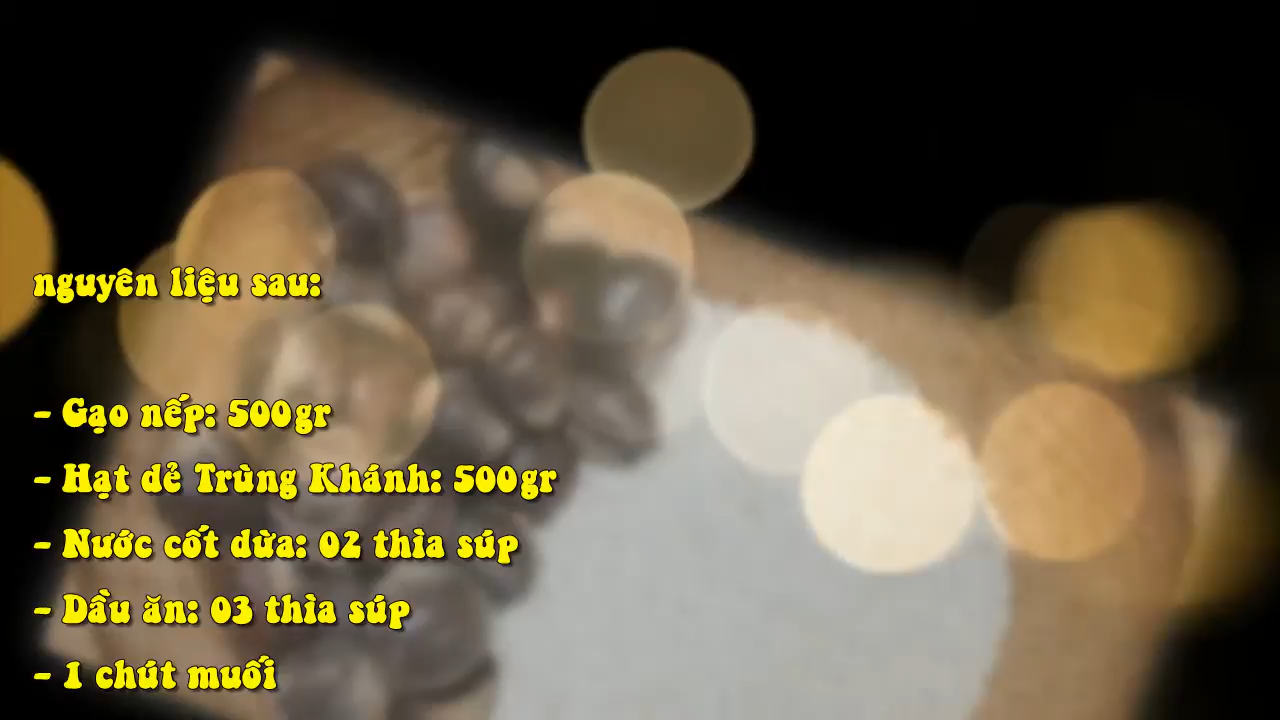 nguyên liệu sau:
- Gạo nếp: 500gr
- Hạt dẻ Trùng Khánh: 500gr
- Nước cốt dừa: 02 thìa súp
- Dầu ăn: 03 thìa súp
- 1 chút muối